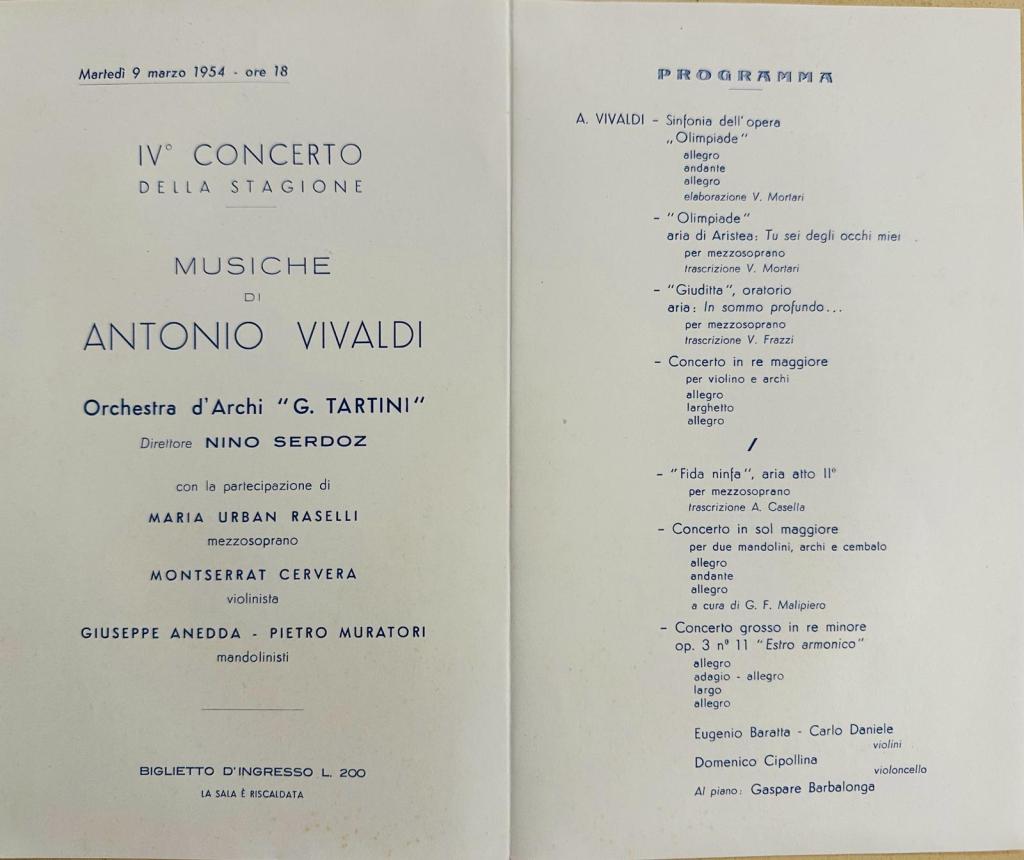 Martedì 9 marzo 1954 - ore 18
IV° CONCERTO
DELLA STAGIONE
MUSICHE
DI
ANTONIO VIVALDI
Orchestra d'Archi "G. TARTINI"
Direttore NINO SERDOZ
con la partecipazione di
MARIA URBAN RASELLI
mezzosoprano
MONTSERRAT CERVERA
violinista
GIUSEPPE ANEDDA - PIETRO MURATORI
mandolinisti
BIGLIETTO D'INGRESSO L. 200
LA SALA È RISCALDATA
PROGRAMMA
A. VIVALDI - Sinfonia dell'opera
„Olimpiade"
allegro
andante
allegro
elaborazione V. Mortari
- "Olimpiade"
aria di Aristea: Tu sei degli occhi miei
per mezzosoprano
trascrizione V. Mortari
- "Giuditta", oratorio
aria: In sommo profundo...
per mezzosoprano
trascrizione V. Frazzi
- Concerto in re maggiore
per violino e archi
allegro
larghetto
allegro
/
- "Fida ninfa", aria atto II°
per mezzosoprano
trascrizione A. Casella
- Concerto in sol maggiore
per due mandolini, archi e cembalo
allegro
andante
allegro
a cura di G. F. Malipiero
- Concerto grosso in re minore
op. 3 n° 11 "Estro armonico"
allegro
adagio - allegro
largo
allegro
Eugenio Baratta - Carlo Daniele
violini
Domenico Cipollina
violoncello
Al piano: Gaspare Barbalonga